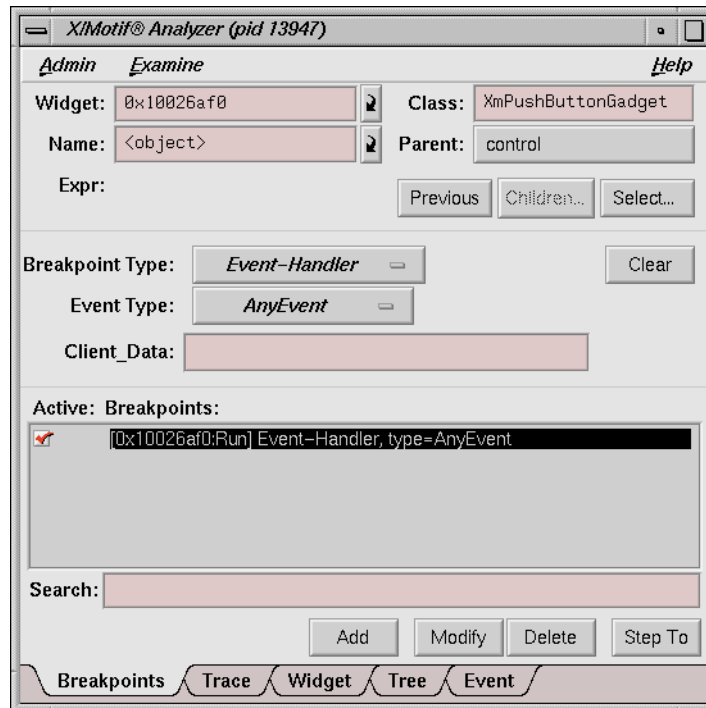 X/Motif® Analyzer (pid 13947)
Admin Examine Help
Widget: 0x10026af0 Class: XmPushButtonGadget
Name: <object> Parent: control
Expr:
Previous Children... Select...
Breakpoint Type: Event-Handler Clear
Event Type: AnyEvent
Client_Data:
Active: Breakpoints:
[0x10026af0:Run] Event-Handler, type=AnyEvent
Search:
Add Modify Delete Step To
Breakpoints Trace Widget Tree Event